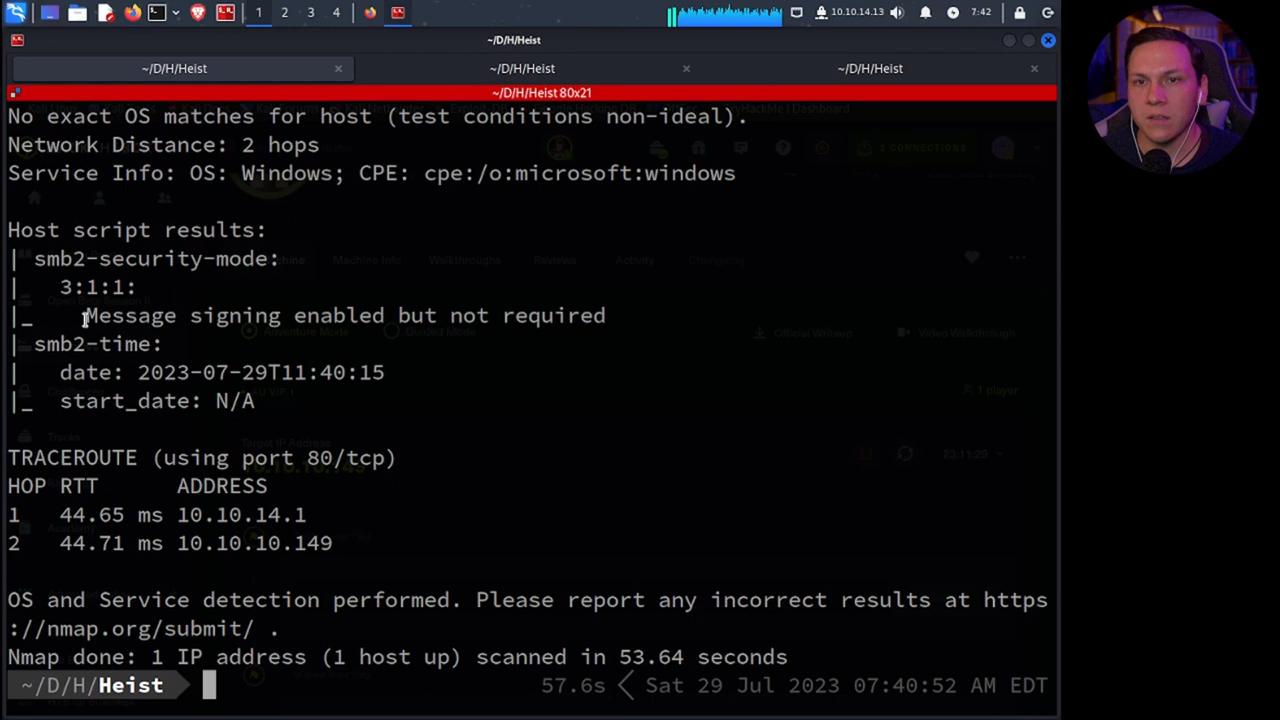 1 2 3 4 10.10.14.13 7:42
~/D/H/Heist
~/D/H/Heist × ~/D/H/Heist × ~/D/H/Heist ×
~/D/H/Heist 80x21
No exact OS matches for host (test conditions non-ideal).
Network Distance: 2 hops
Service Info: OS: Windows; CPE: cpe:/o:microsoft:windows
Host script results:
| smb2-security-mode:
|   3:1:1:
|_    Message signing enabled but not required
| smb2-time:
|   date: 2023-07-29T11:40:15
|_  start_date: N/A
TRACEROUTE (using port 80/tcp)
HOP RTT      ADDRESS
1   44.65 ms 10.10.14.1
2   44.71 ms 10.10.10.149
OS and Service detection performed. Please report any incorrect results at https
://nmap.org/submit/ .
Nmap done: 1 IP address (1 host up) scanned in 53.64 seconds
~/D/H/Heist 57.6s < Sat 29 Jul 2023 07:40:52 AM EDT